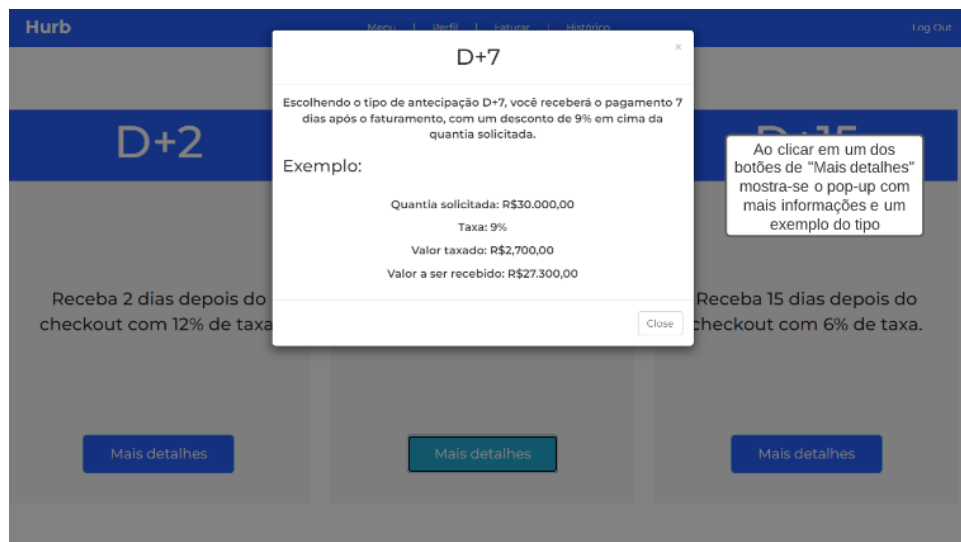 Hurb
Menu | Perfil | Faturar | Histórico
Log Out
D+7
×
Escolhendo o tipo de antecipação D+7, você receberá o pagamento 7
dias após o faturamento, com um desconto de 9% em cima da
quantia solicitada.
Exemplo:
Quantia solicitada: R$30.000,00
Taxa: 9%
Valor taxado: R$2,700,00
Valor a ser recebido: R$27.300,00
Close
D+2
Receba 2 dias depois do
checkout com 12% de taxa
Mais detalhes
Mais detalhes
D+15
Ao clicar em um dos
botões de "Mais detalhes"
mostra-se o pop-up com
mais informações e um
exemplo do tipo
Receba 15 dias depois do
checkout com 6% de taxa.
Mais detalhes